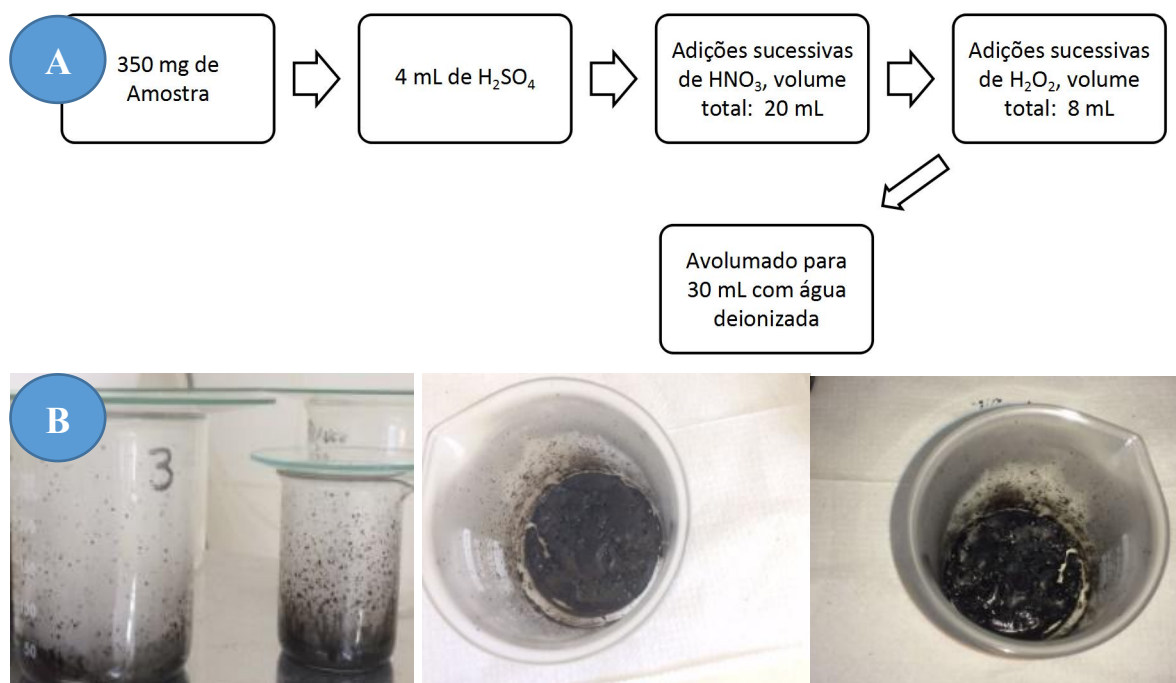 A
350 mg de
Amostra
4 mL de H₂SO₄
Adições sucessivas
de HNO₃, volume
total: 20 mL
Adições sucessivas
de H₂O₂, volume
total: 8 mL
Avolumado para
30 mL com água
deionizada
B
3
50